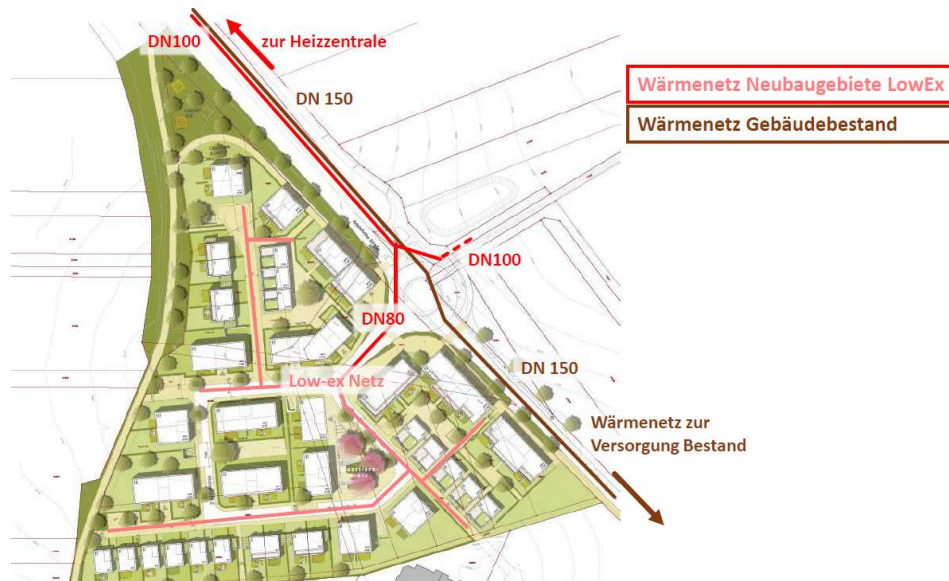 DN100
zur Heizzentrale
DN 150
Wärmenetz Neubaugebiete LowEx
Wärmenetz Gebäudebestand
DN100
DN80
DN 150
Low-ex Netz
Wärmenetz zur
Versorgung Bestand